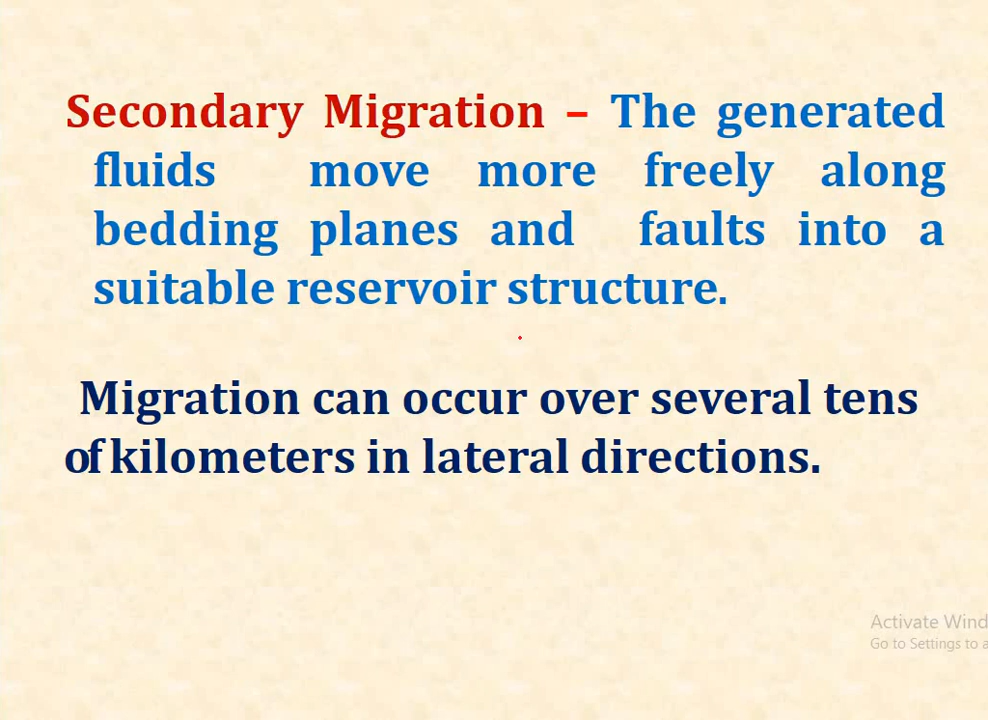 Secondary Migration – The generated
fluids move more freely along
bedding planes and faults into a
suitable reservoir structure.
Migration can occur over several tens
of kilometers in lateral directions.
Activate Wind
Go to Settings to a